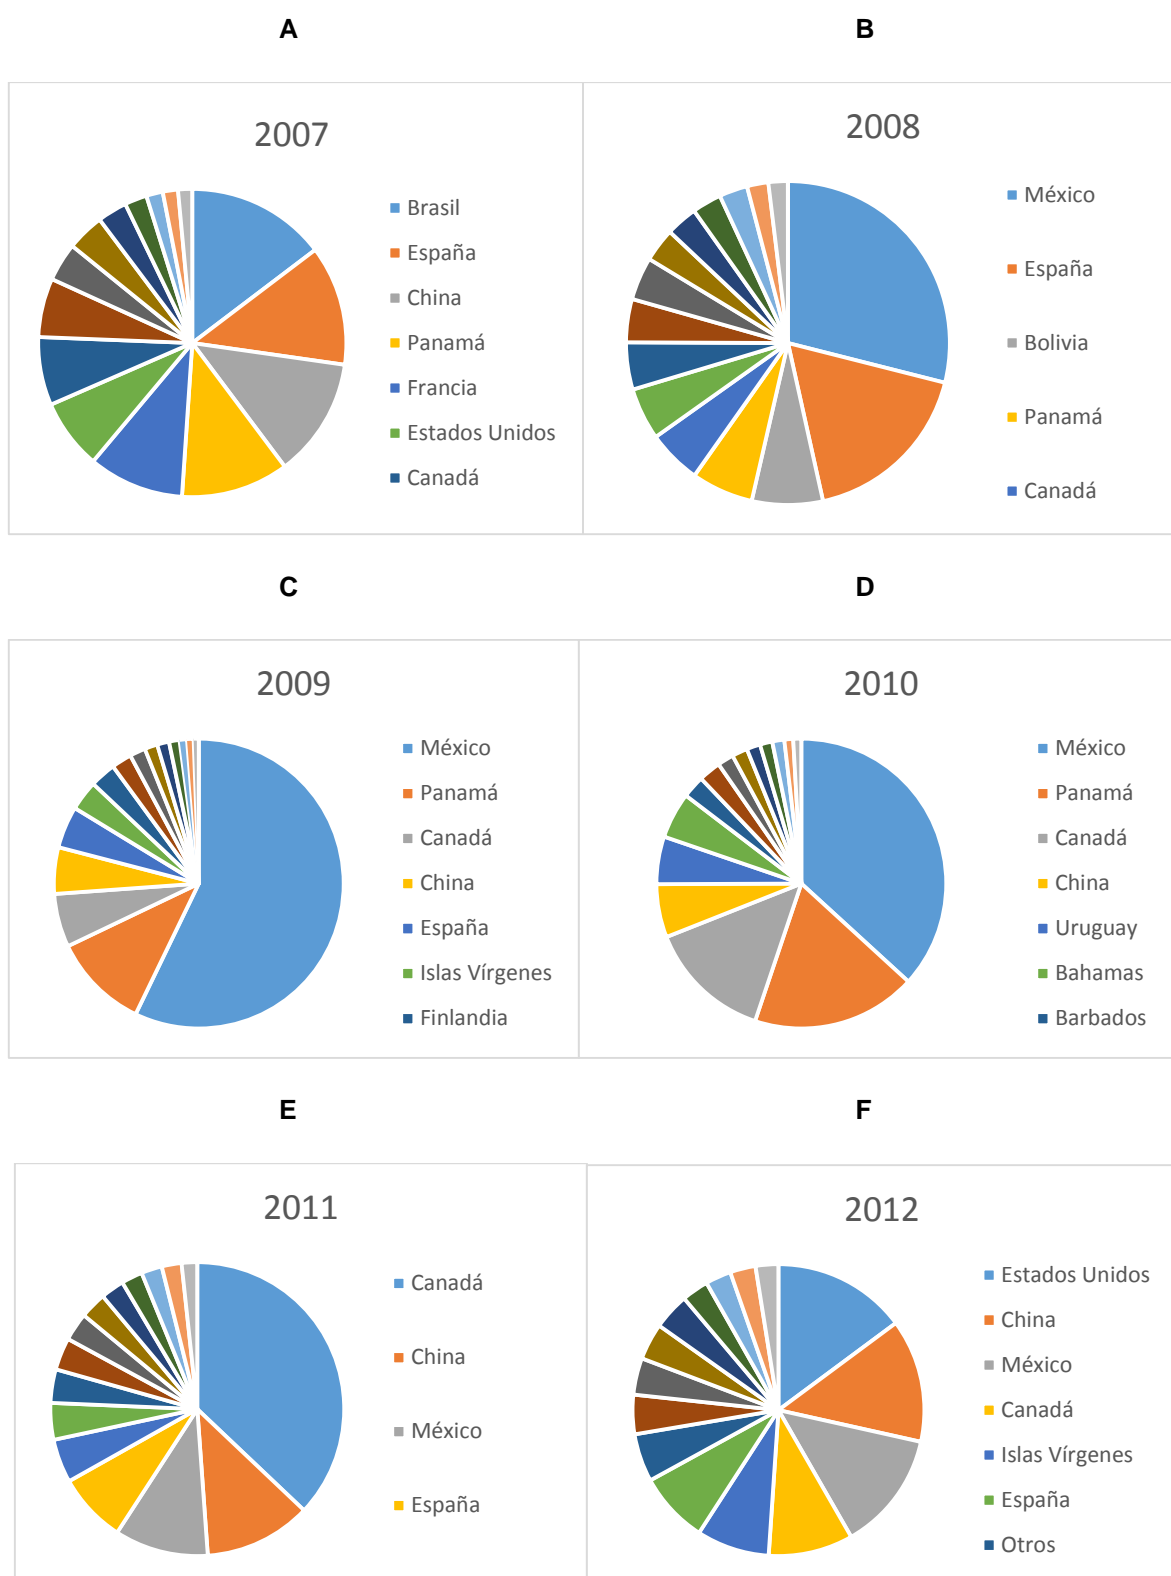 A
B
2007
Brasil
España
China
Panamá
Francia
Estados Unidos
Canadá
2008
México
España
Bolivia
Panamá
Canadá
C
D
2009
México
Panamá
Canadá
China
España
Islas Vírgenes
Finlandia
2010
México
Panamá
Canadá
China
Uruguay
Bahamas
Barbados
E
F
2011
Canadá
China
México
España
2012
Estados Unidos
China
México
Canadá
Islas Vírgenes
España
Otros